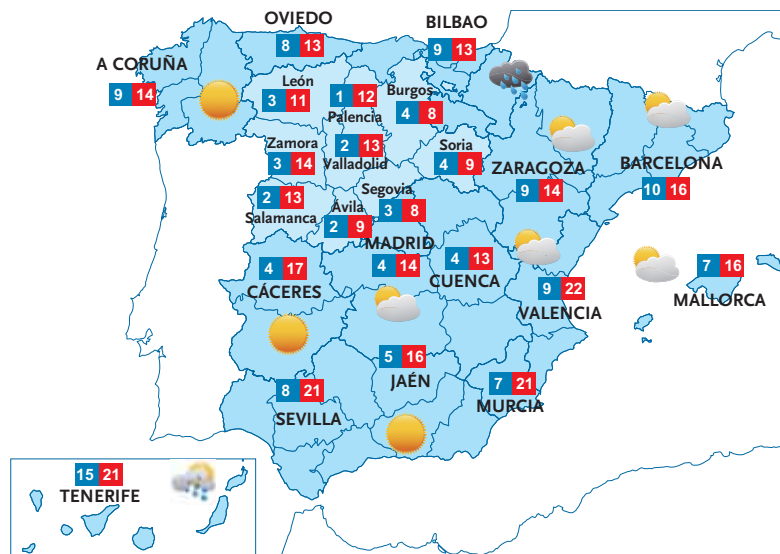 OVIEDO
8 13
BILBAO
9 13
A CORUÑA
9 14
León
3 11
1 12
Palencia
Burgos
4 8
Zamora
3 14
2 13
Valladolid
Soria
4 9
ZARAGOZA
9 14
BARCELONA
10 16
2 13
Salamanca
Ávila
2 9
Segovia
3 8
MADRID
4 14
4 13
CUENCA
4 17
CÁCERES
9 22
VALENCIA
7 16
MALLORCA
5 16
JAÉN
8 21
SEVILLA
7 21
MURCIA
15 21
TENERIFE